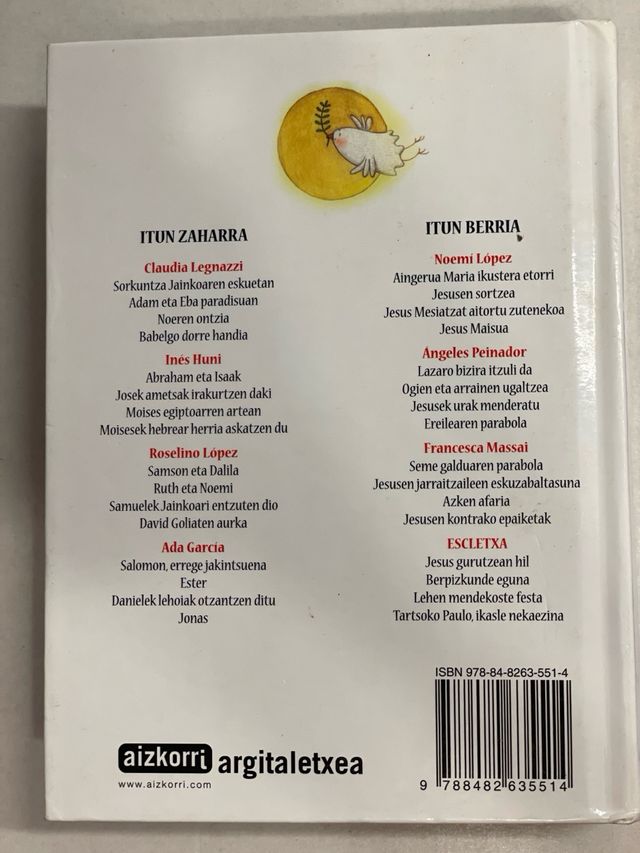 ITUN ZAHARRA
Claudia Legnazzi
Sorkuntza Jainkoaren eskuetan
Adam eta Eba paradisuan
Noeren ontzia
Babelgo dorre handia
Inés Huni
Abraham eta Isaak
Josek ametsak irakurtzen daki
Moises egiptoarren artean
Moisesek hebrear herria askatzen du
Roselino López
Samson eta Dalila
Ruth eta Noemi
Samuelek Jainkoari entzuten dio
David Goliaten aurka
Ada García
Salomon, errege jakintsuena
Ester
Danielek lehoiak otzantzen ditu
Jonas
ITUN BERRIA
Noemí López
Aingerua Maria ikustera etorri
Jesusen sortzea
Jesus Mesiatzat aitortu zutenekoa
Jesus Maisua
Ángeles Peinador
Lazaro bizira itzuli da
Ogien eta arrainen ugaltzea
Jesusek urak menderatu
Ereilearen parabola
Francesca Massai
Seme galduaren parabola
Jesusen jarraitzaileen eskuzabaltasuna
Azken afaria
Jesusen kontrako epaiketak
ESCLETXA
Jesus gurutzean hil
Berpizkunde eguna
Lehen mendekoste festa
Tartsoko Paulo, ikasle nekaezina
ISBN 978-84-8263-551-4
9 788482 635514
aizkorri argitaletxea
www.aizkorri.com